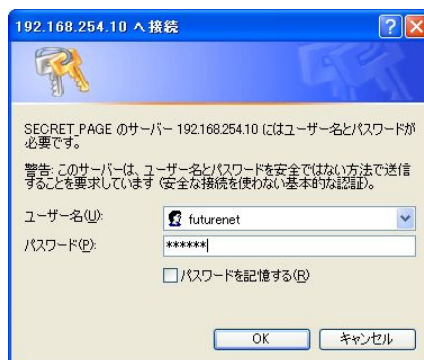 192.168.254.10 へ接続
SECRET_PAGE のサーバー 192.168.254.10 にはユーザー名とパスワードが
必要です。
警告: このサーバーは、ユーザー名とパスワードを安全ではない方法で送信
することを要求しています (安全な接続を使わない基本的な認証)。
ユーザー名(U):
futurenet
パスワード(P):
******
パスワードを記憶する(R)
OK
キャンセル